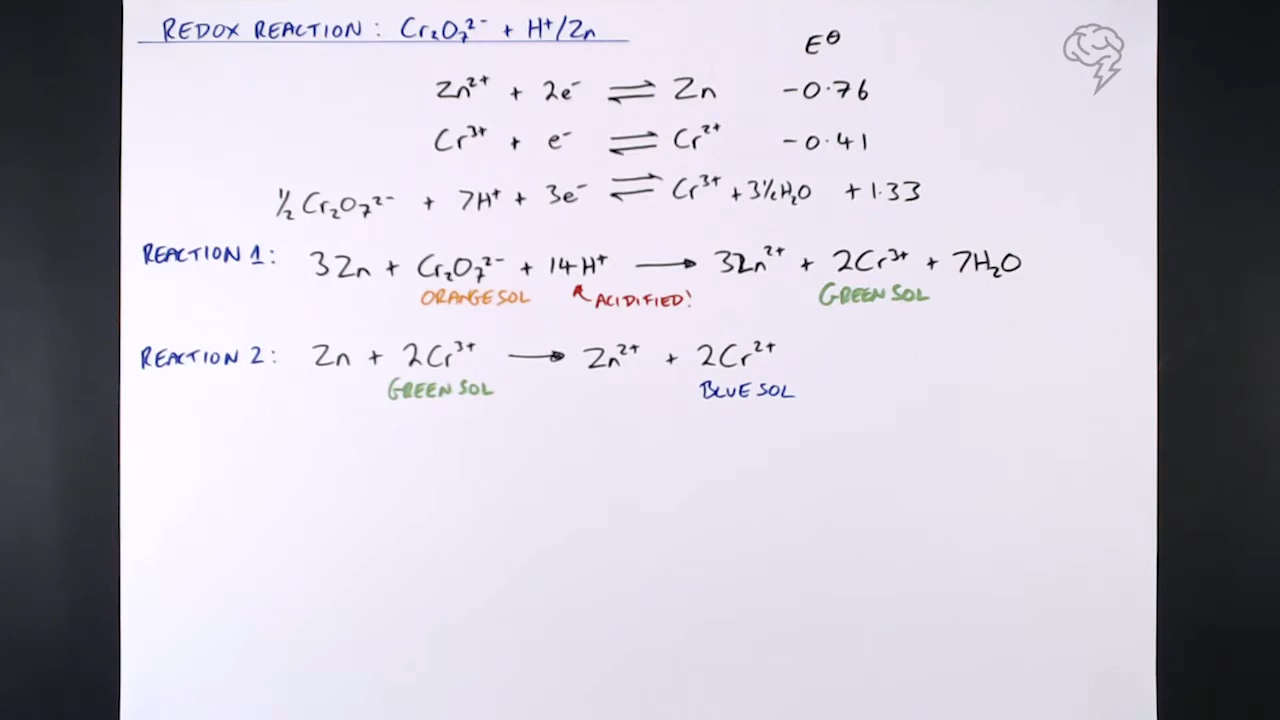 REDOX REACTION : Cr₂O₇²⁻ + H⁺/Zn
E⁰
Zn²⁺ + 2e⁻ ⇌ Zn -0.76
Cr³⁺ + e⁻ ⇌ Cr²⁺ -0.41
½ Cr₂O₇²⁻ + 7H⁺ + 3e⁻ ⇌ Cr³⁺ + 3½H₂O +1.33
REACTION 1: 3Zn + Cr₂O₇²⁻ + 14H⁺ → 3Zn²⁺ + 2Cr³⁺ + 7H₂O
ORANGE SOL ACIDIFIED! GREEN SOL
REACTION 2: Zn + 2Cr³⁺ → Zn²⁺ + 2Cr²⁺
GREEN SOL BLUE SOL